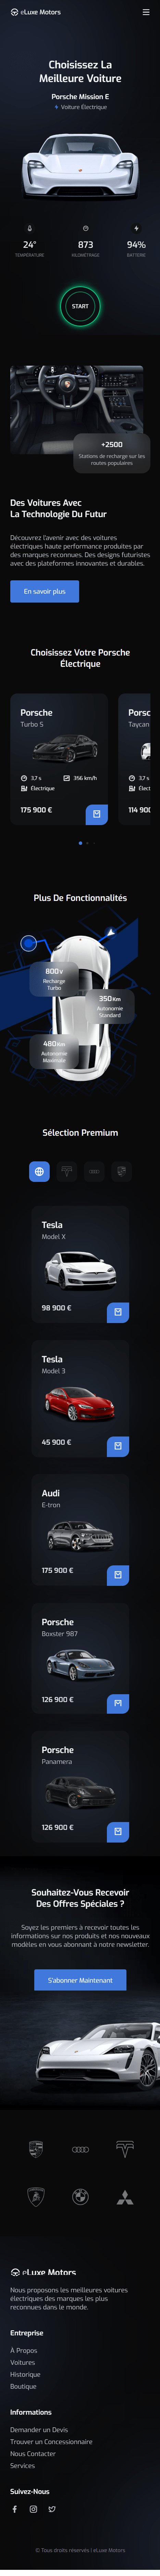 eLuxe Motors
Choisissez La
Meilleure Voiture
Porsche Mission E
Voiture Électrique
24°
TEMPÉRATURE
873
KILOMÉTRAGE
94%
BATTERIE
START
+2500
Stations de recharge sur les
routes populaires
Des Voitures Avec
La Technologie Du Futur
Découvrez l'avenir avec des voitures
électriques haute performance produites par
des marques reconnues. Des designs futuristes
avec des plateformes innovantes et durables.
En savoir plus
Choisissez Votre Porsche
Électrique
Porsche
Turbo S
3,7 s
356 km/h
Électrique
175 900 €
Porsc
Taycan
3,7 s
Élect
114 900
Plus De Fonctionnalités
800 V
Recharge
Turbo
350 Km
Autonomie
Standard
480 Km
Autonomie
Maximale
Sélection Premium
Tesla
Model X
98 900 €
Tesla
Model 3
45 900 €
Audi
E-tron
175 900 €
Porsche
Boxster 987
126 900 €
Porsche
Panamera
126 900 €
Souhaitez-Vous Recevoir
Des Offres Spéciales ?
Soyez les premiers à recevoir toutes les
informations sur nos produits et nos nouveaux
modèles en vous abonnant à notre newsletter.
S'abonner Maintenant
eLuxe Motors
Nous proposons les meilleures voitures
électriques des marques les plus
reconnues dans le monde.
Entreprise
À Propos
Voitures
Historique
Boutique
Informations
Demander un Devis
Trouver un Concessionnaire
Nous Contacter
Services
Suivez-Nous
© Tous droits réservés | eLuxe Motors